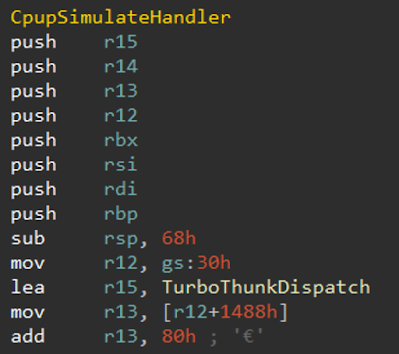 CpupSimulateHandler
push r15
push r14
push r13
push r12
push rbx
push rsi
push rdi
push rbp
sub rsp, 68h
mov r12, gs:30h
lea r15, TurboThunkDispatch
mov r13, [r12+1488h]
add r13, 80h ; '€'